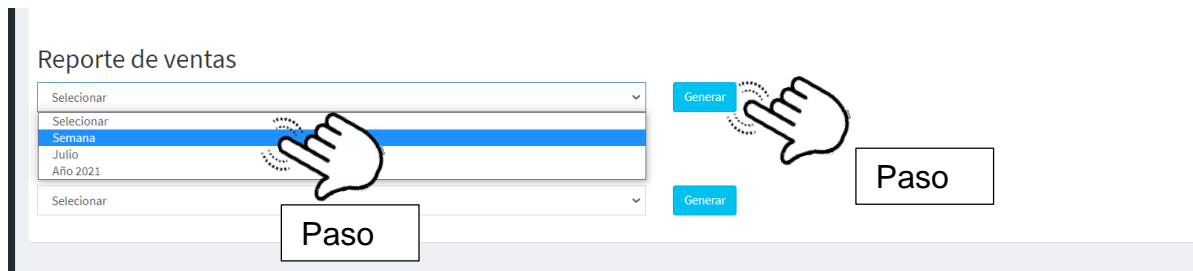 Reporte de ventas
Selecionar
Generar
Selecionar
Semana
Julio
Año 2021
Paso
Selecionar
Generar
Paso